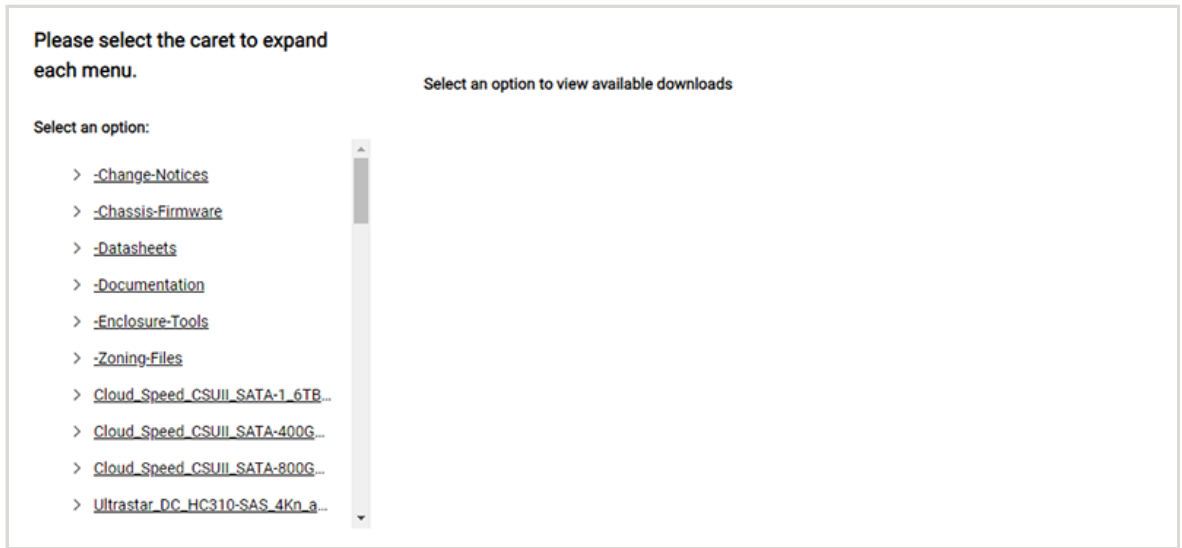 Please select the caret to expand
each menu.
Select an option to view available downloads
Select an option:
-Change-Notices
-Chassis-Firmware
-Datasheets
-Documentation
-Enclosure-Tools
-Zoning-Files
Cloud_Speed_CSUII_SATA-1_6TB...
Cloud_Speed_CSUII_SATA-400G...
Cloud_Speed_CSUII_SATA-800G...
Ultrastar_DC_HC310-SAS_4Kn_a...